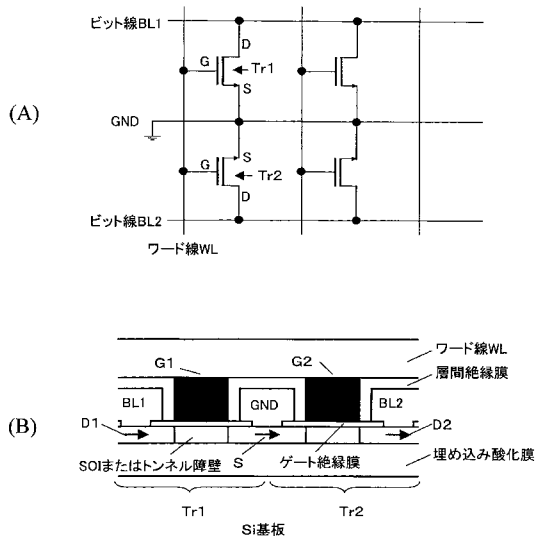 ビット線BL1
D
G
Tr1
S
(A)
GND
S
G
Tr2
D
ビット線BL2
ワード線WL
ワード線WL
G1
G2
層間絶縁膜
BL1
GND
BL2
(B)
D1
D2
SOIまたはトンネル障壁
S
ゲート絶縁膜
埋め込み酸化膜
Tr1
Tr2
Si基板